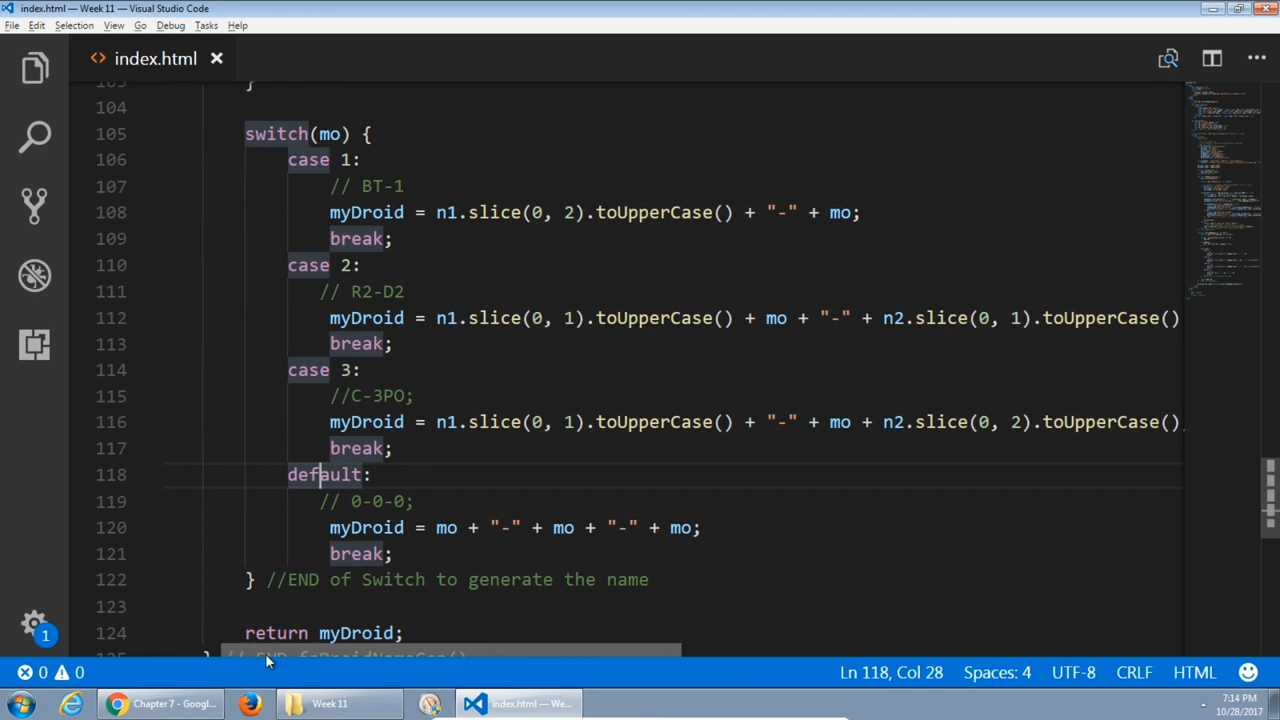 index.html — Week 11 — Visual Studio Code
File Edit Selection View Go Debug Tasks Help
index.html
104
105 switch(mo) {
106 case 1:
107 // BT-1
108 myDroid = n1.slice(0, 2).toUpperCase() + "-" + mo;
109 break;
110 case 2:
111 // R2-D2
112 myDroid = n1.slice(0, 1).toUpperCase() + mo + "-" + n2.slice(0, 1).toUpperCase()
113 break;
114 case 3:
115 //C-3PO;
116 myDroid = n1.slice(0, 1).toUpperCase() + "-" + mo + n2.slice(0, 2).toUpperCase()
117 break;
118 default:
119 // 0-0-0;
120 myDroid = mo + "-" + mo + "-" + mo;
121 break;
122 } //END of Switch to generate the name
123
124 return myDroid;
1
0 0 Ln 118, Col 28 Spaces: 4 UTF-8 CRLF HTML
Chapter 7 - Googl... Week 11 index.html — We...
7:14 PM
10/28/2017